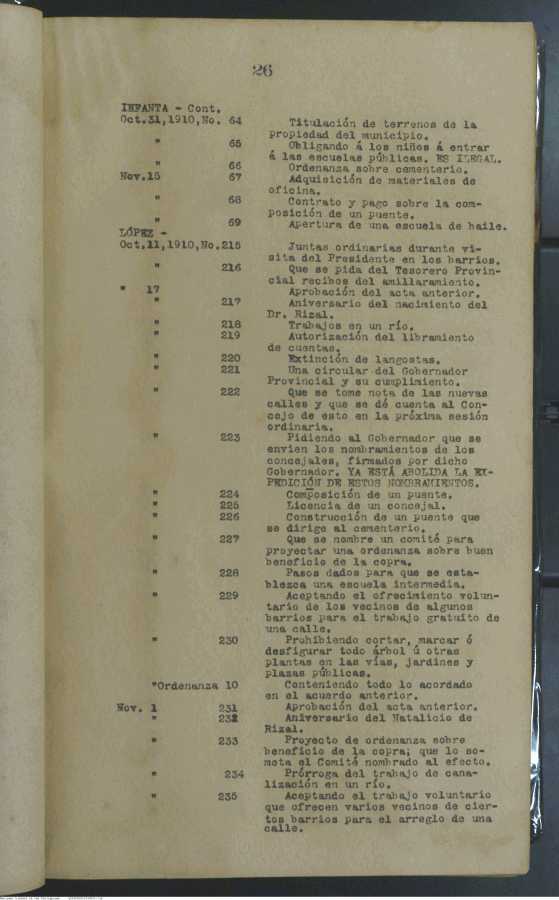 26
INFANTA - Cont.
Oct.31,1910,No. 64 Titulación de terrenos de la
propiedad del municipio.
" 65 Obligando á los niños á entrar
á las escuelas públicas. ES ILEGAL.
" 66 Ordenanza sobre cementerio.
Nov.15 67 Adquisición de materiales de
oficina.
" 68 Contrato y pago sobre la com-
posición de un puente.
" 69 Apertura de una escuela de baile.
LÓPEZ -
Oct.11,1910,No.215 Juntas ordinarias durante vi-
sita del Presidente en los barrios.
" 216 Que se pida del Tesorero Provin-
cial recibos del amillaramiento.
" 17 Aprobación del acta anterior.
" 217 Aniversario del nacimiento del
Dr. Rizal.
" 218 Trabajos en un río.
" 219 Autorización del libramiento
de cuentas.
" 220 Extinción de langostas.
" 221 Una circular del Gobernador
Provincial y su cumplimiento.
" 222 Que se tome nota de las nuevas
calles y que se dé cuenta al Con-
cejo de esto en la próxima sesión
ordinaria.
" 223 Pidiendo al Gobernador que se
envien los nombramientos de los
concejales, firmados por dicho
Gobernador. YA ESTÁ ABOLIDA LA EX-
PEDICIÓN DE ESTOS NOMBRAMIENTOS.
" 224 Composición de un puente.
" 225 Licencia de un concejal.
" 226 Construcción de un puente que
se dirige al cementerio.
" 227 Que se nombre un comité para
proyectar una ordenanza sobre buen
beneficio de la copra.
" 228 Pasos dados para que se esta-
blezca una escuela intermedia.
" 229 Aceptando el ofrecimiento volun-
tario de los vecinos de algunos
barrios para el trabajo gratuito de
una calle.
" 230 Prohibiendo cortar, marcar ó
desfigurar todo árbol ú otras
plantas en las vías, jardines y
plazas públicas.
"Ordenanza 10 Conteniendo todo lo acordado
en el acuerdo anterior.
Nov. 1 231 Aprobación del acta anterior.
" 232 Aniversario del Natalicio de
Rizal.
" 233 Proyecto de ordenanza sobre
beneficio de la copra; que lo so-
meta el Comité nombrado al efecto.
" 234 Prórroga del trabajo de cana-
lización en un río.
" 235 Aceptando el trabajo voluntario
que ofrecen varios vecinos de cier-
tos barrios para el arreglo de una
calle.